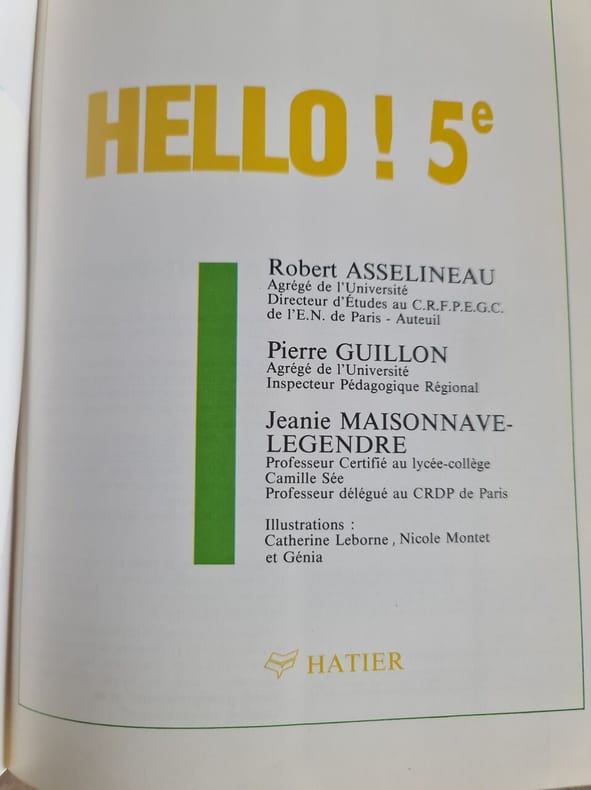 HELLO ! 5e
Robert ASSELINEAU
Agrégé de l'Université
Directeur d'Études au C.R.F.P.E.G.C.
de l'E.N. de Paris - Auteuil
Pierre GUILLON
Agrégé de l'Université
Inspecteur Pédagogique Régional
Jeanie MAISONNAVE-
LEGENDRE
Professeur Certifié au lycée-collège
Camille Sée
Professeur délégué au CRDP de Paris
Illustrations :
Catherine Leborne, Nicole Montet
et Génia
HATIER